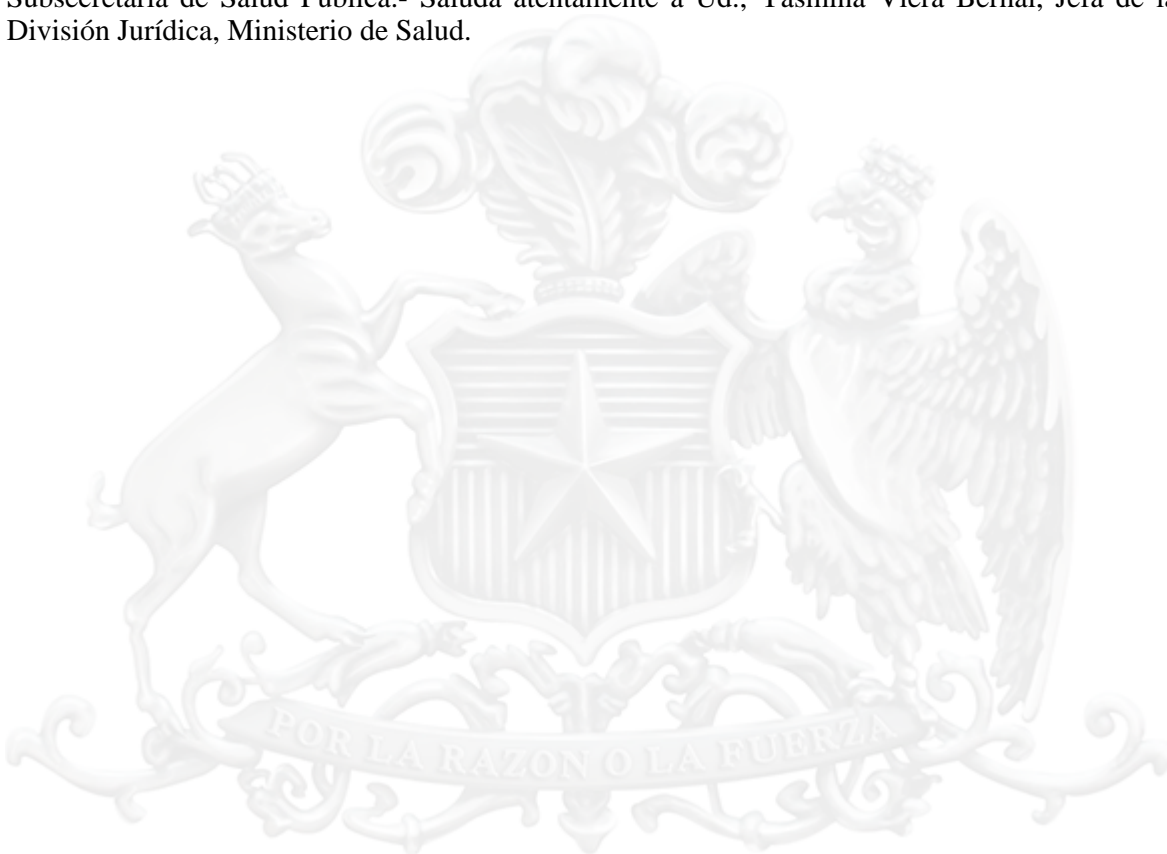 Subsecretaría de Salud Pública.- Saluda atentamente a Ud., Yasmina Viera Bernal, Jefa de la
División Jurídica, Ministerio de Salud.
POR LA RAZON O LA FUERZA